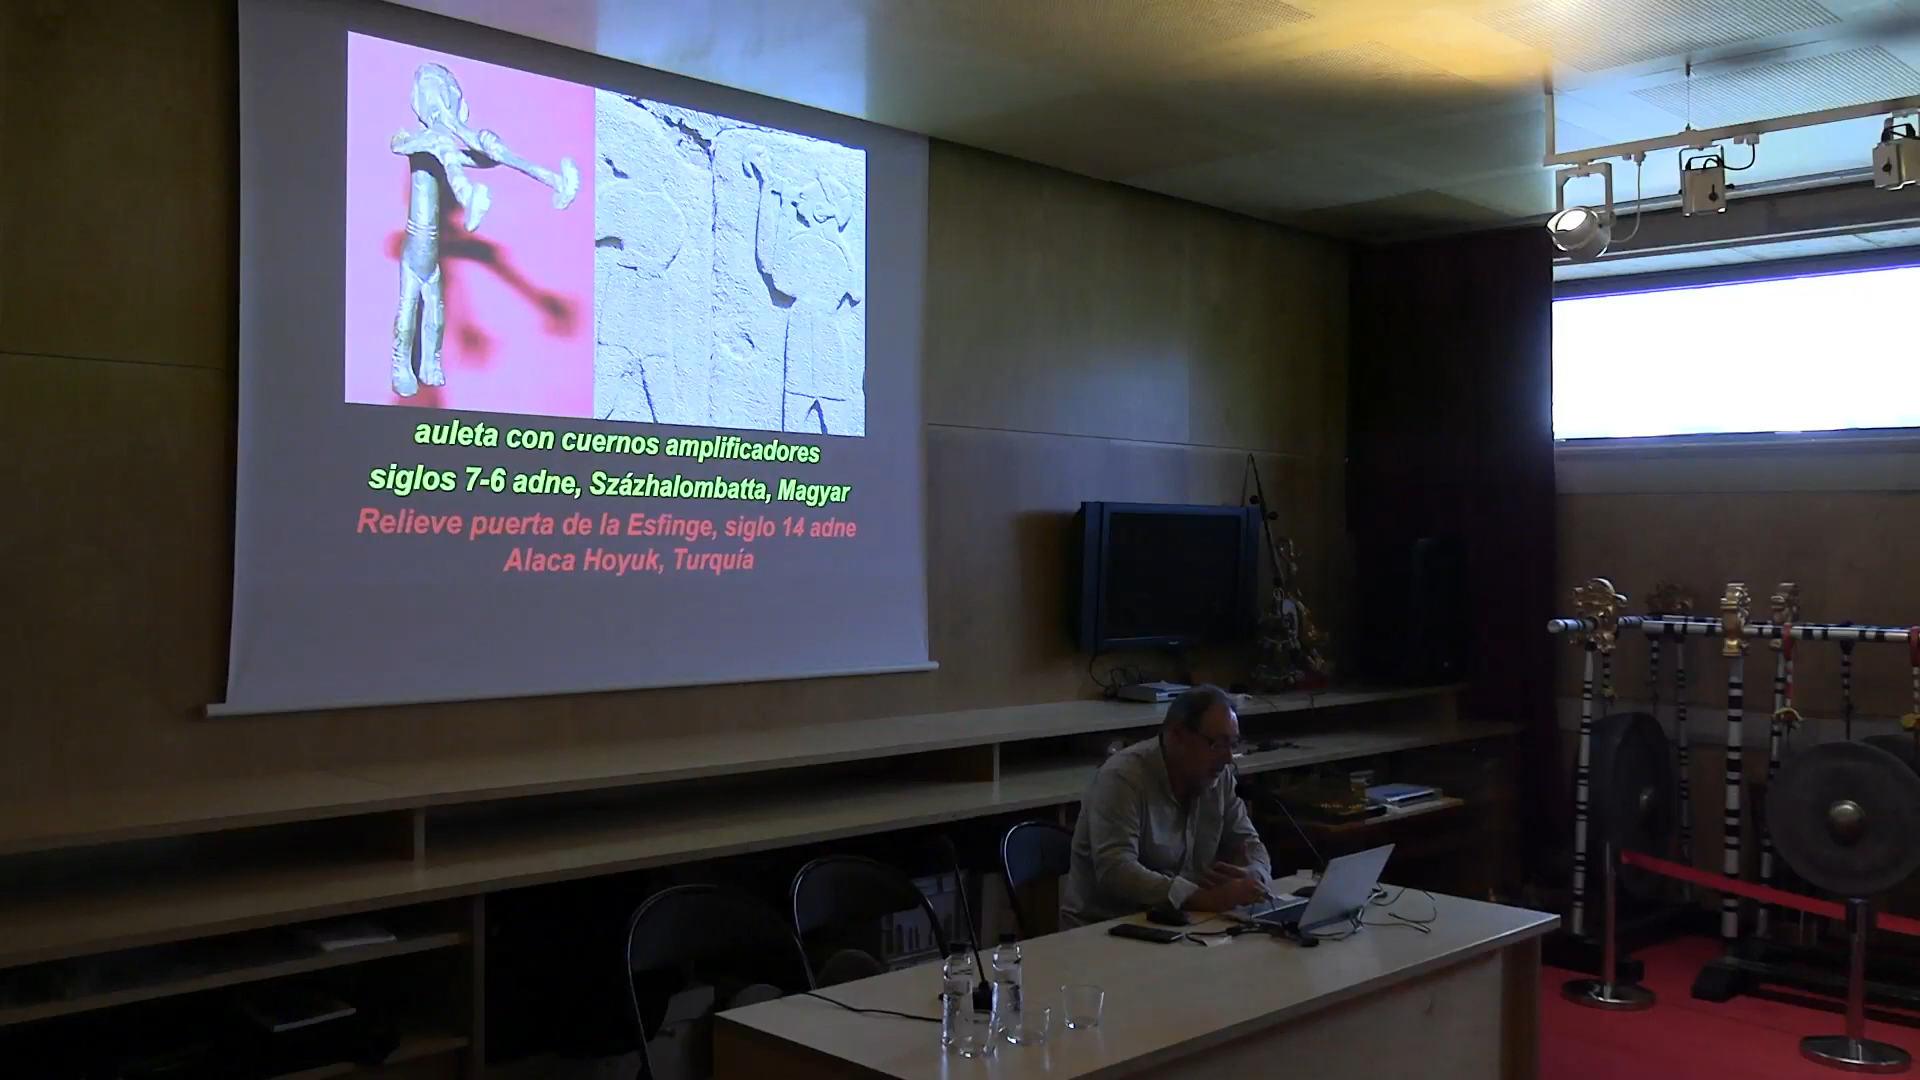 auleta con cuernos amplificadores
siglos 7-6 adne, Százhalombatta, Magyar
Relieve puerta de la Esfinge, siglo 14 adne
Alaca Hoyuk, Turquía